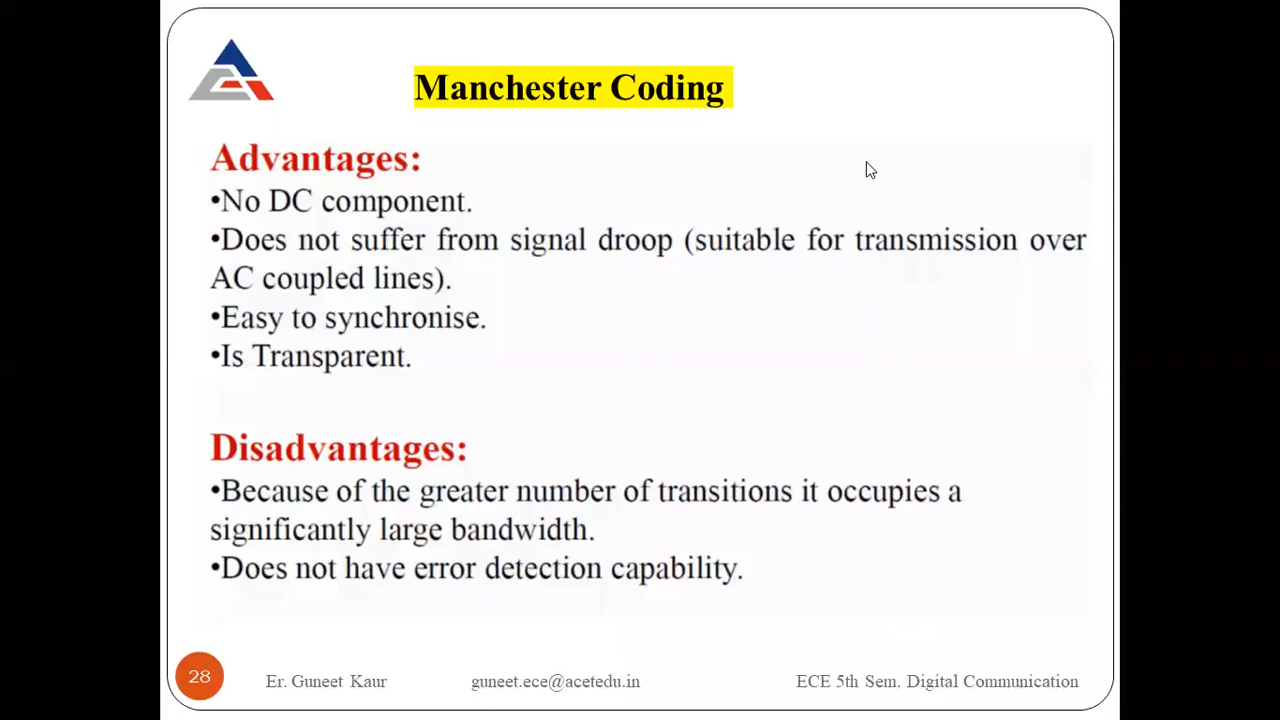 Manchester Coding
Advantages:
•No DC component.
•Does not suffer from signal droop (suitable for transmission over
AC coupled lines).
•Easy to synchronise.
•Is Transparent.
Disadvantages:
•Because of the greater number of transitions it occupies a
significantly large bandwidth.
•Does not have error detection capability.
28 Er. Guneet Kaur guneet.ece@acetedu.in ECE 5th Sem. Digital Communication